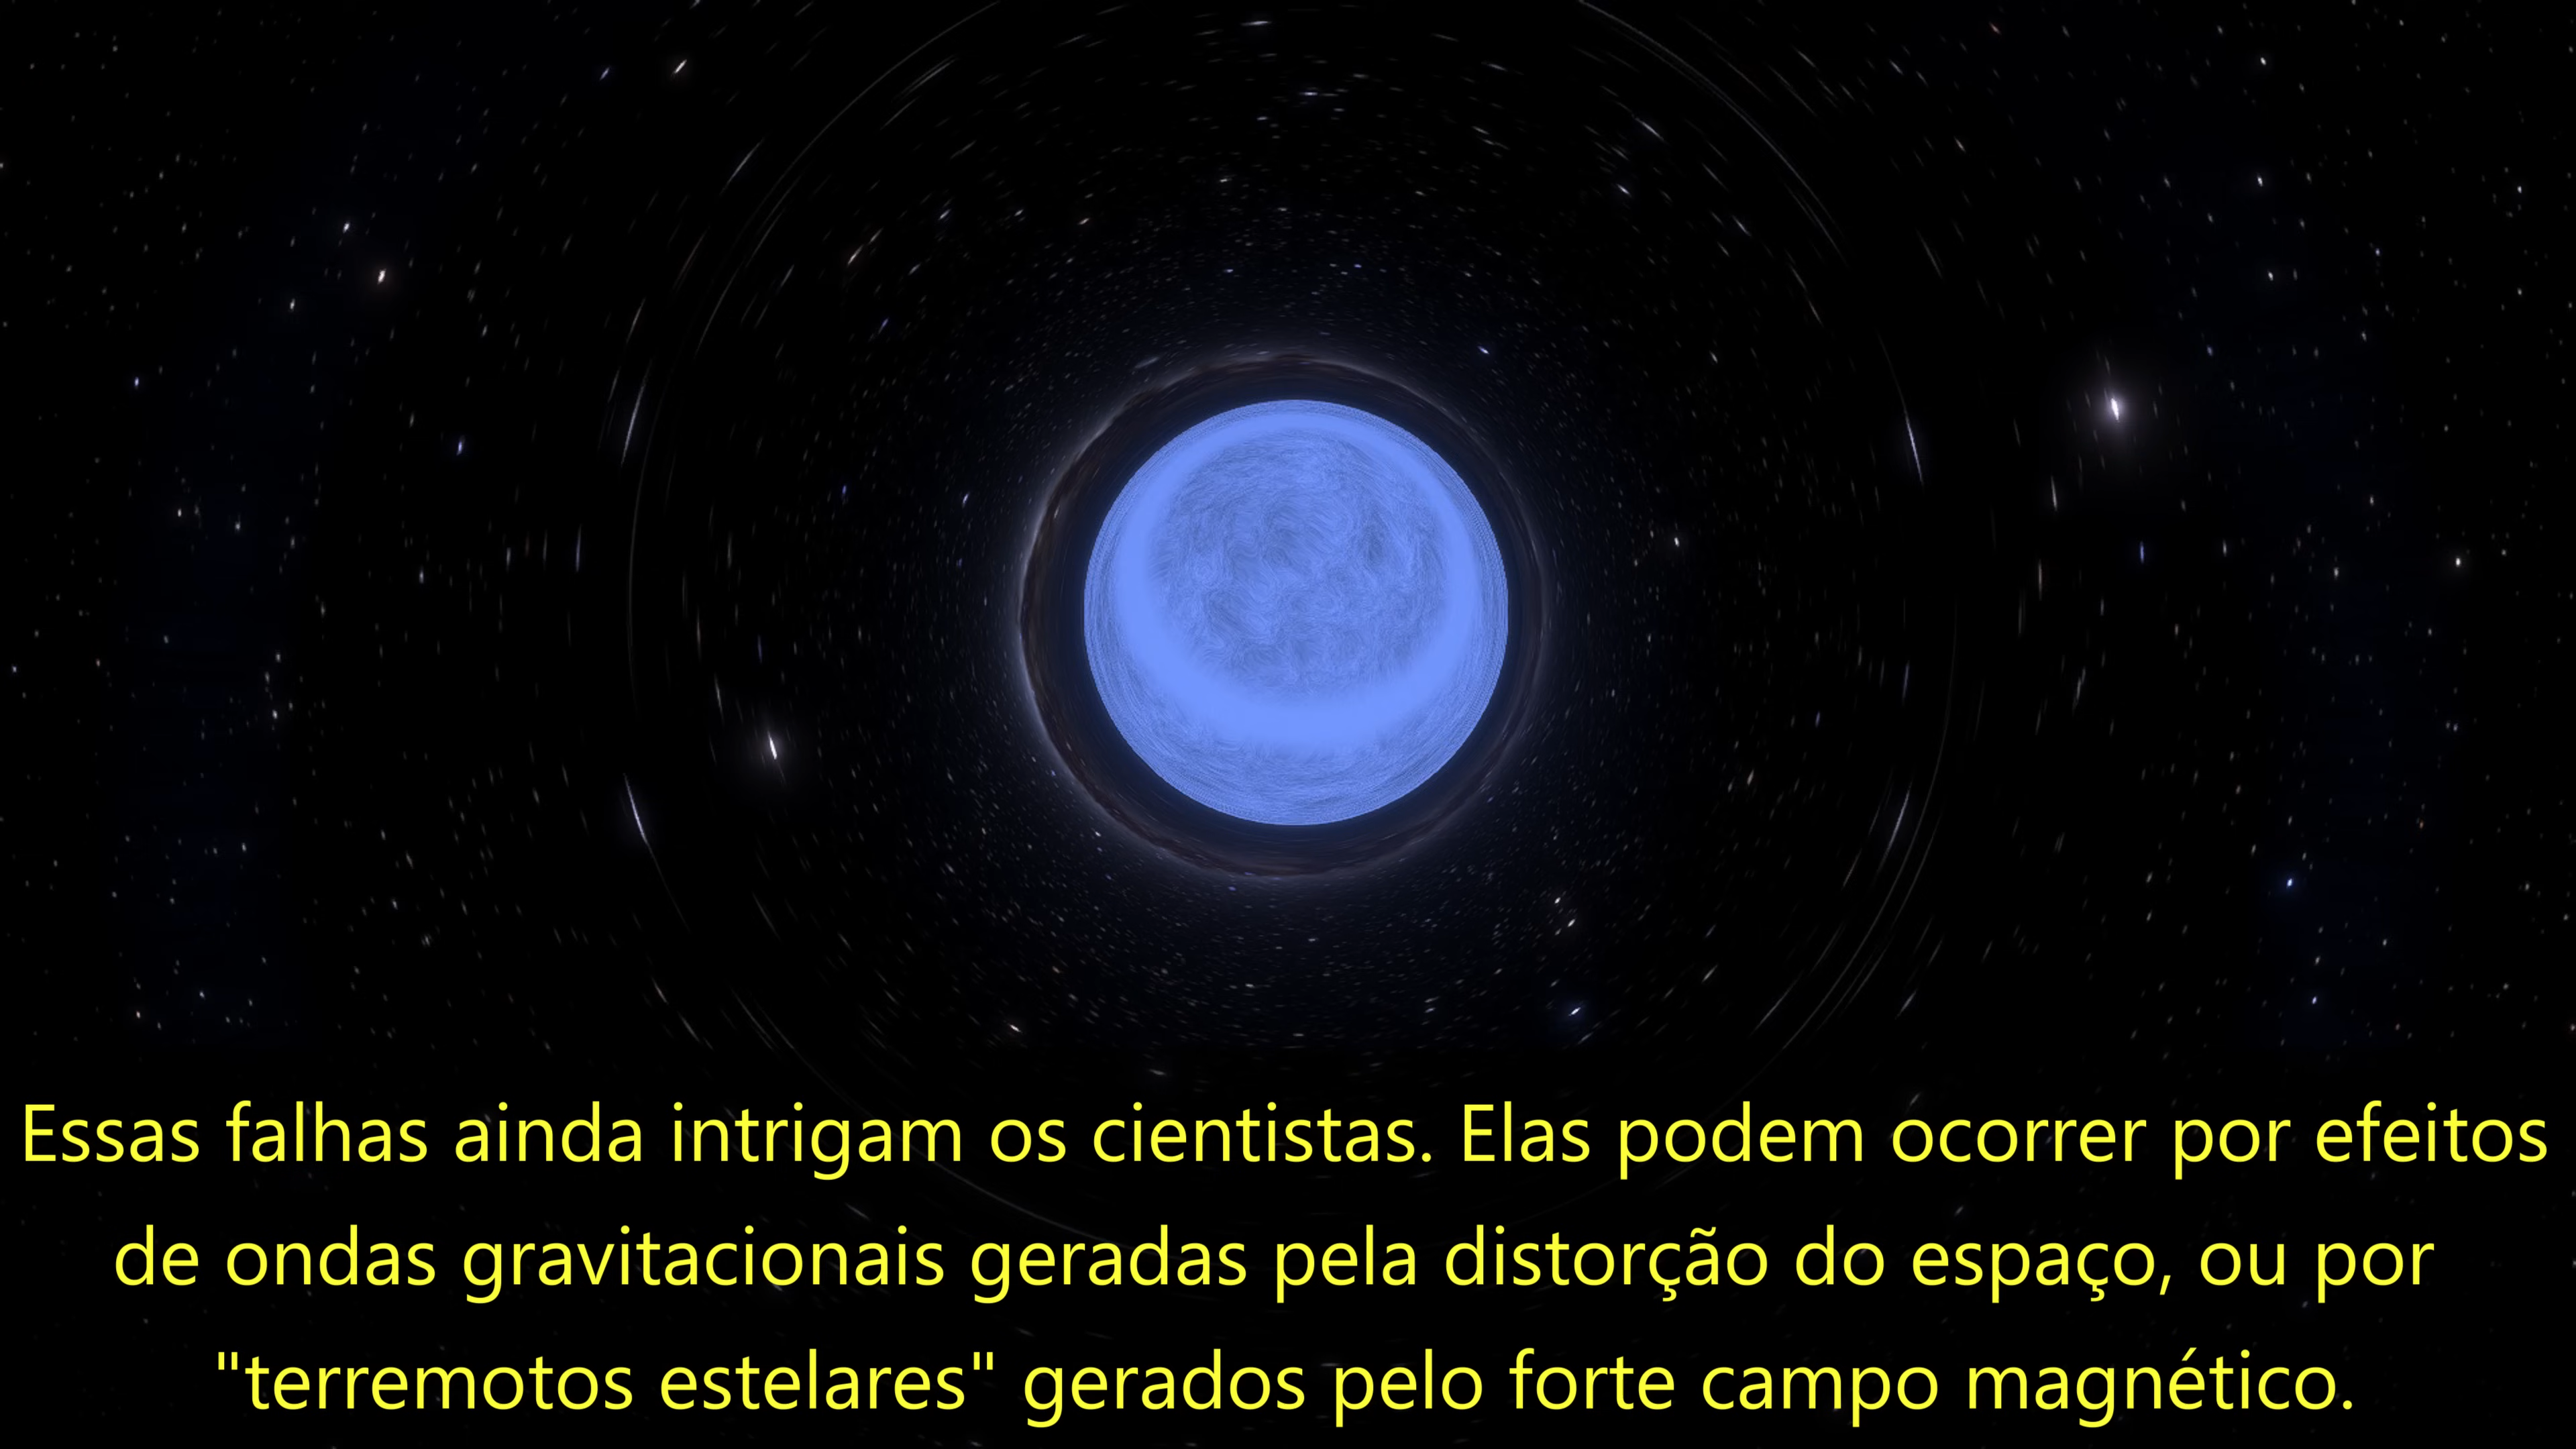 Essas falhas ainda intrigam os cientistas. Elas podem ocorrer por efeitos
de ondas gravitacionais geradas pela distorção do espaço, ou por
"terremotos estelares" gerados pelo forte campo magnético.